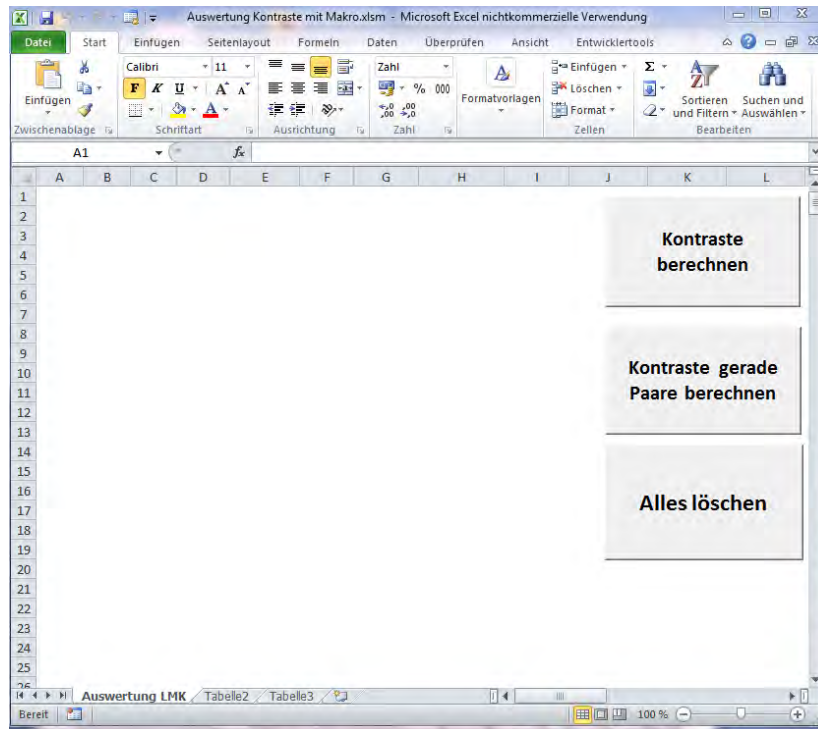 Auswertung Kontraste mit Makro.xlsm - Microsoft Excel nichtkommerzielle Verwendung
Datei Start Einfügen Seitenlayout Formeln Daten Überprüfen Ansicht Entwicklertools
Calibri 11 Zahl Einfügen Σ
Einfügen F K U A A % 000 Formatvorlagen Löschen Sortieren und Filtern Suchen und Auswählen
A Format
Zwischenablage Schriftart Ausrichtung Zahl Zellen Bearbeiten
A1 fx
A B C D E F G H I J K L
1
2
3
4
5
6
7
8
9
10
11
12
13
14
15
16
17
18
19
20
21
22
23
24
25
26
Kontraste
berechnen
Kontraste gerade
Paare berechnen
Alles löschen
Auswertung LMK Tabelle2 Tabelle3
Bereit 100 %